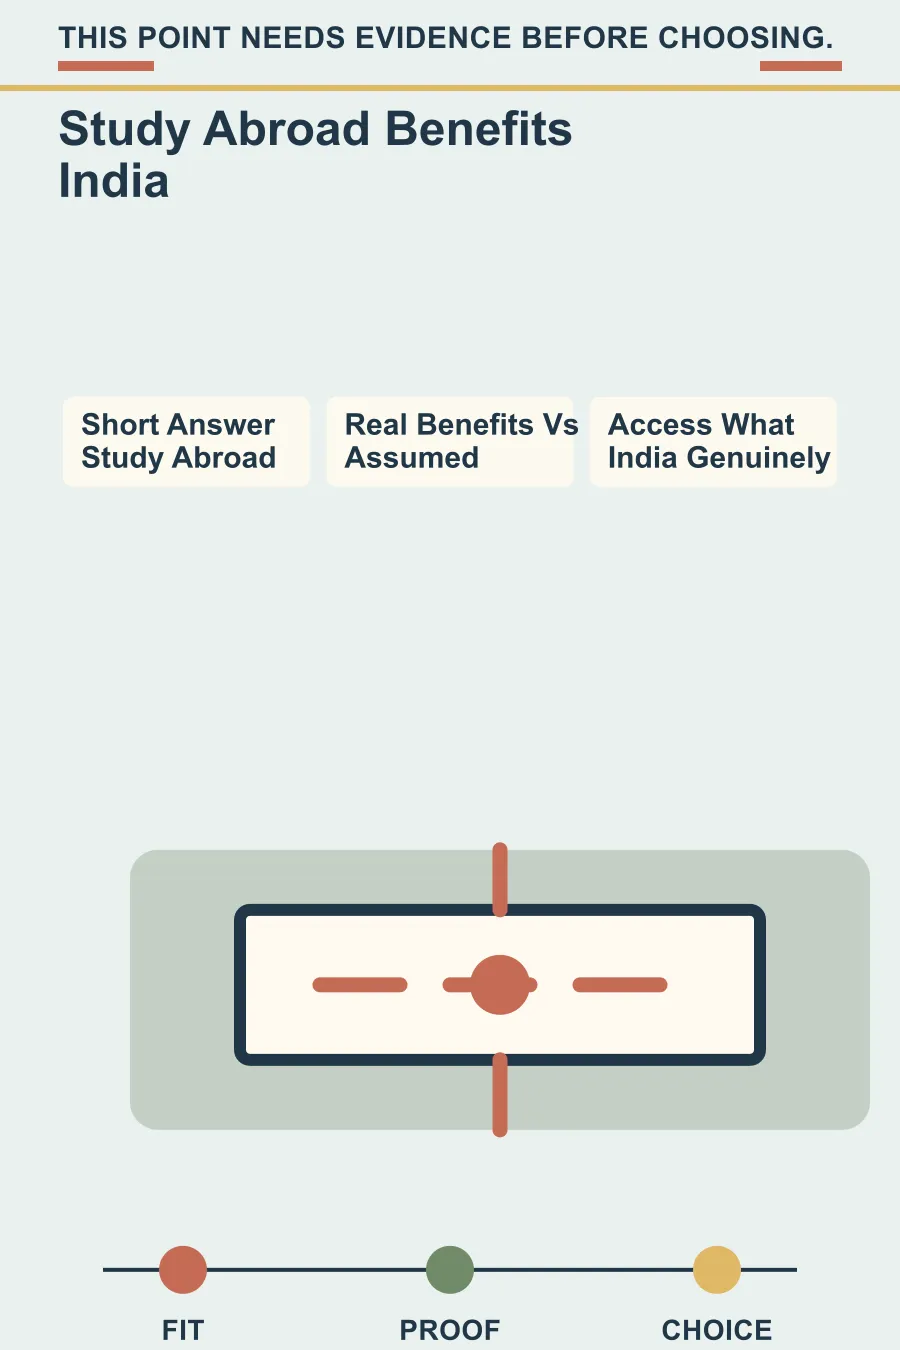 THIS POINT NEEDS EVIDENCE BEFORE CHOOSING.
Study Abroad Benefits
India
Short Answer
Study Abroad
Real Benefits Vs
Assumed
Access What
India Genuinely
FIT
PROOF
CHOICE